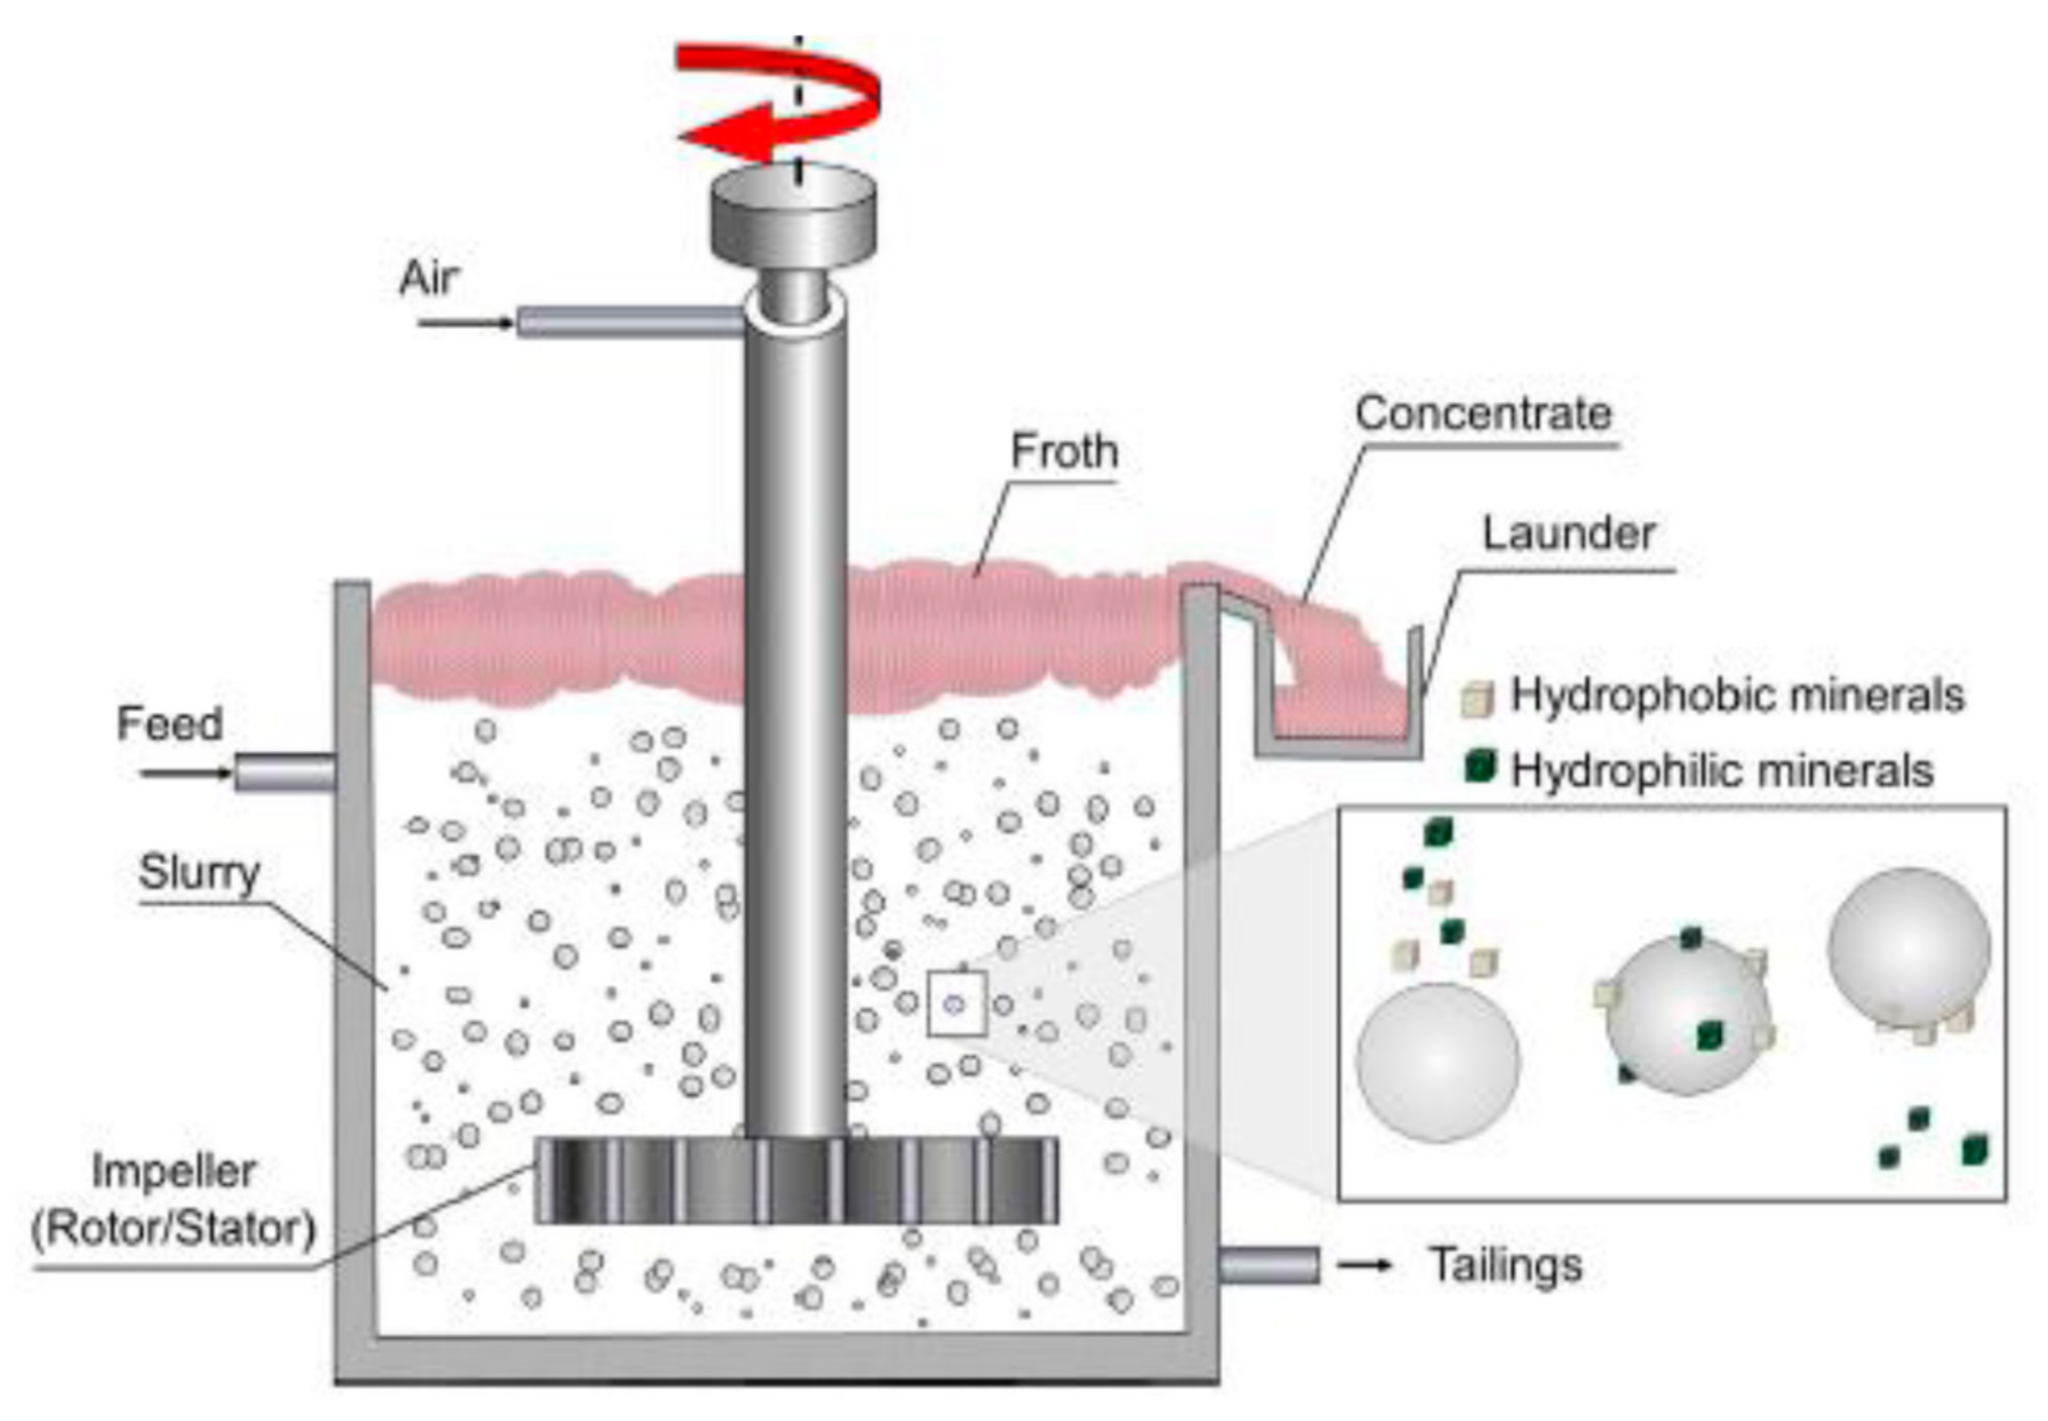 Air
Froth
Concentrate
Launder
Feed
Hydrophobic minerals
Hydrophilic minerals
Slurry
Impeller
(Rotor/Stator)
Tailings